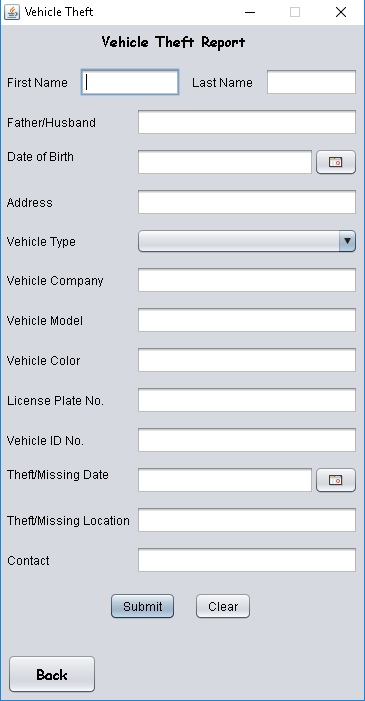 Vehicle Theft
Vehicle Theft Report
First Name Last Name
Father/Husband
Date of Birth
Address
Vehicle Type
Vehicle Company
Vehicle Model
Vehicle Color
License Plate No.
Vehicle ID No.
Theft/Missing Date
Theft/Missing Location
Contact
Submit Clear
Back